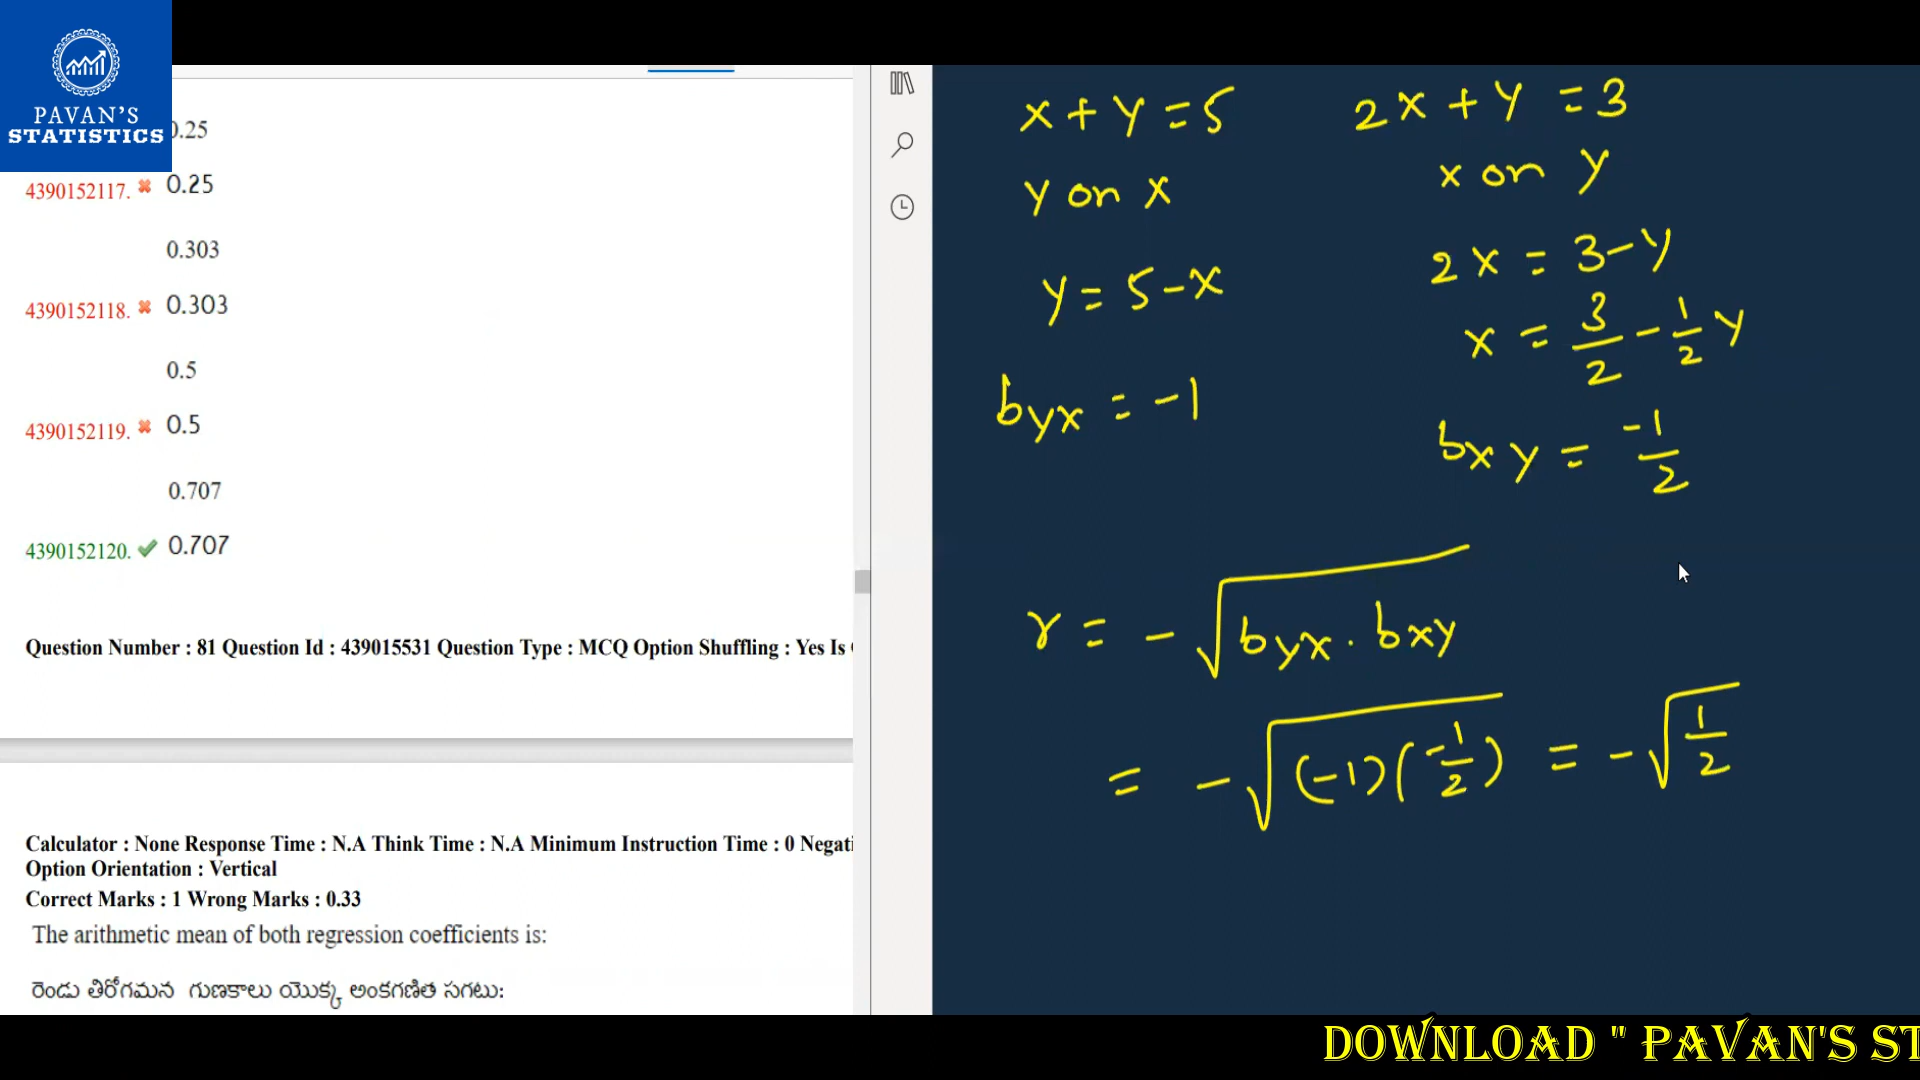 PAVAN'S
STATISTICS
0.25
4390152117. 0.25
0.303
4390152118. 0.303
0.5
4390152119. 0.5
0.707
4390152120. 0.707
Question Number : 81 Question Id : 439015531 Question Type : MCQ Option Shuffling : Yes Is
Calculator : None Response Time : N.A Think Time : N.A Minimum Instruction Time : 0 Negati
Option Orientation : Vertical
Correct Marks : 1 Wrong Marks : 0.33
The arithmetic mean of both regression coefficients is:
రెండు తిరోగమన గుణకాలు యొక్క అంకగణిత సగటు:
x + y = 5
y on x
y = 5 - x
byx = -1
2x + y = 3
x on y
2x = 3 - y
x = 3/2 - 1/2 y
bxy = -1/2
r = -√(byx . bxy)
= -√((-1)(-1/2)) = -√(1/2)
DOWNLOAD " PAVAN'S ST